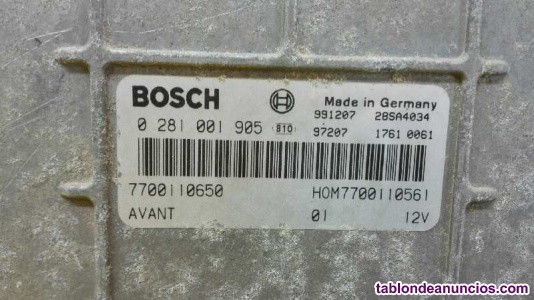 BOSCH
Made in Germany
991207 28SA4034
0 281 001 905 810 97207 1761 0061
7700110650 HOM7700110561
AVANT 01 12V
tablondeanuncios.com